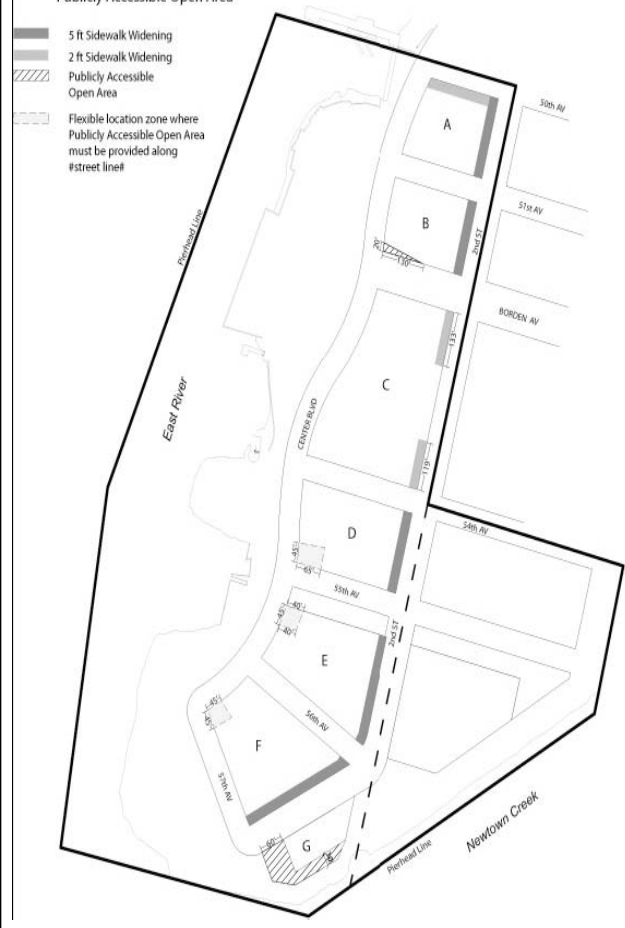 Publicly Accessible Open Area
5 ft Sidewalk Widening
2 ft Sidewalk Widening
Publicly Accessible
Open Area
Flexible location zone where
Publicly Accessible Open Area
must be provided along
#street line#
50th AV
A
51st AV
Pierhead Line
B
2nd ST
20'
130'
BORDEN AV
133'
C
East River
CENTER BLVD
119'
54th AV
D
45'
65'
55th AV
45'
40'
40'
2nd ST
E
45'
45'
56th AV
F
57th AV
60'
G
Pierhead Line
Newtown Creek